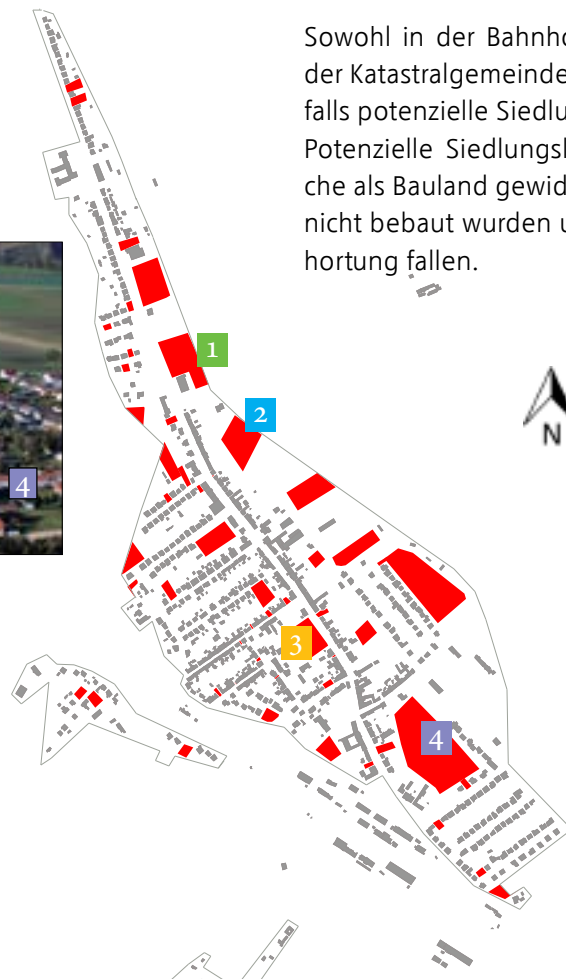 Sowohl in der Bahnho
der Katastralgemeinde
falls potenzielle Siedlu
Potenzielle Siedlungsl
che als Bauland gewid
nicht bebaut wurden u
hortung fallen.
1
2
N
4
3
4